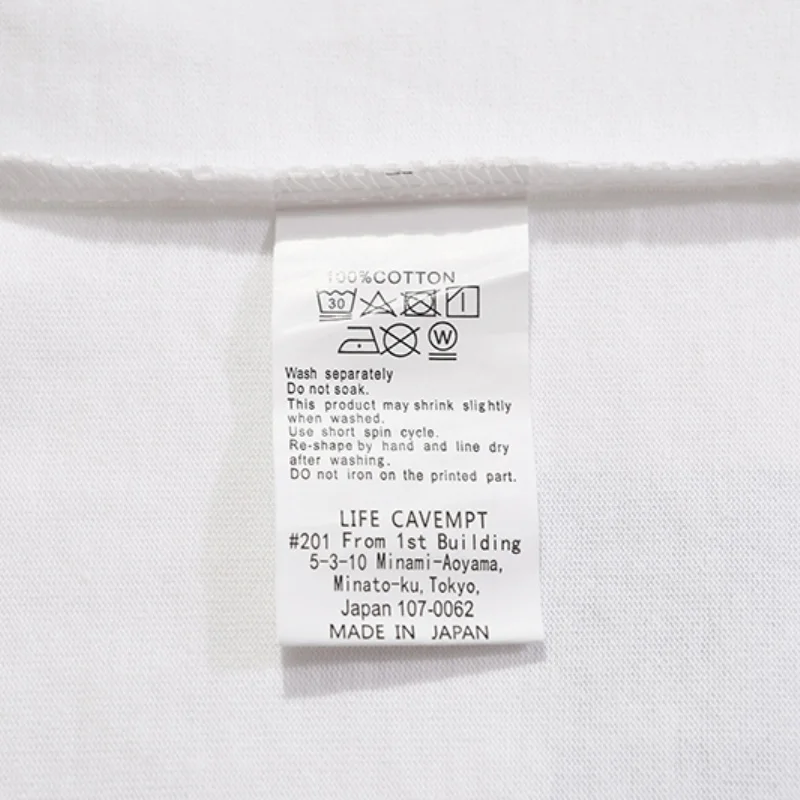 100%COTTON
30
W
Wash separately
Do not soak.
This product may shrink slightly
when washed.
Use short spin cycle.
Re-shape by hand and line dry
after washing.
DO not iron on the printed part.
LIFE CAVEMPT
#201 From 1st Building
5-3-10 Minami-Aoyama,
Minato-ku, Tokyo,
Japan 107-0062
MADE IN JAPAN